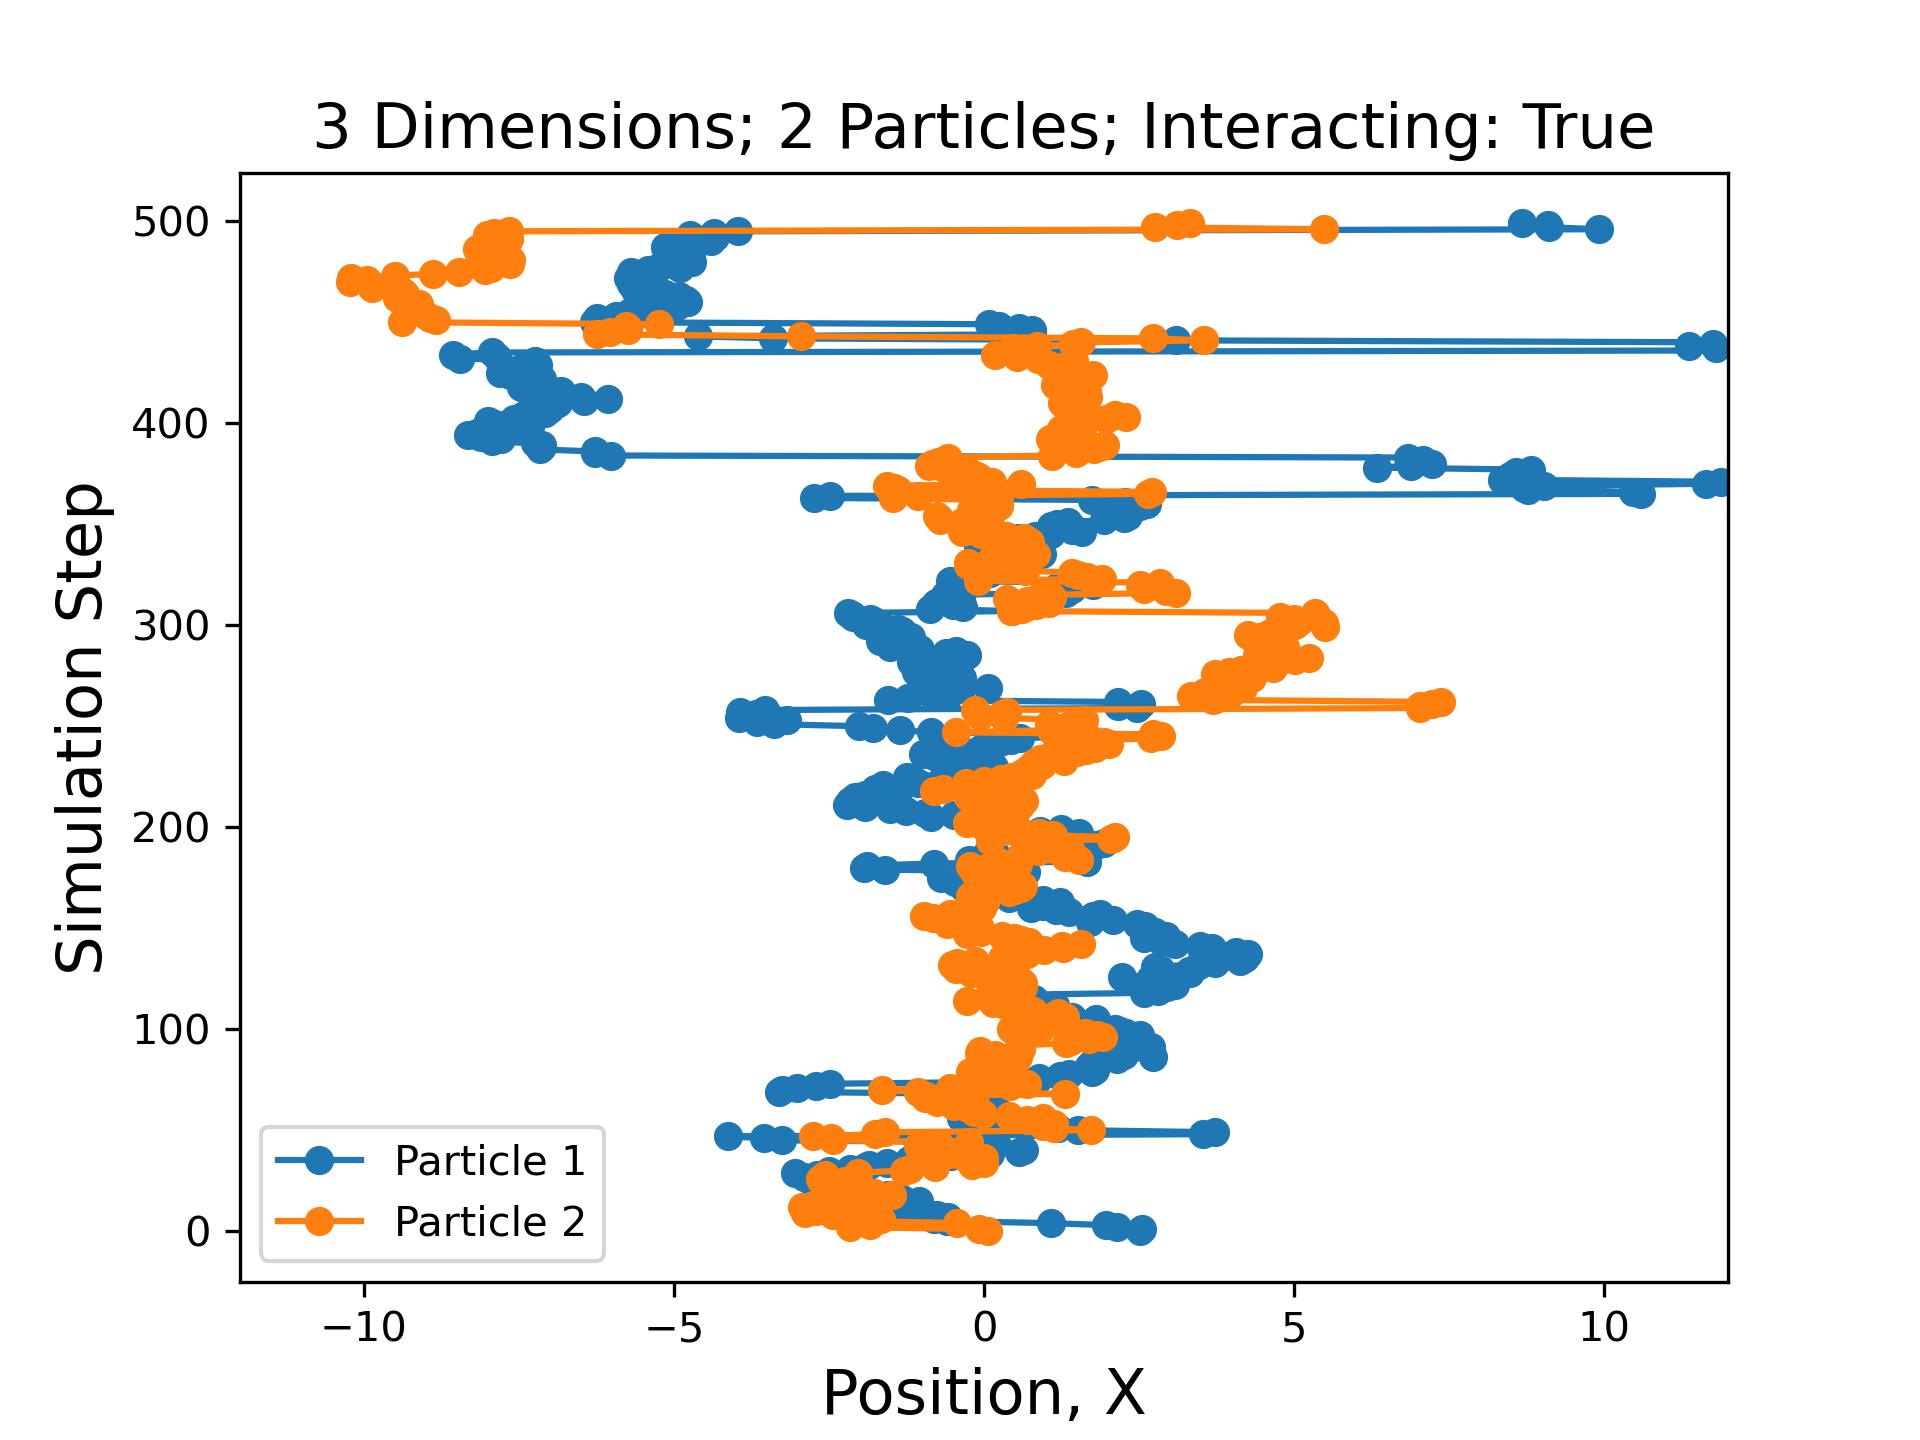 3 Dimensions; 2 Particles; Interacting: True
Simulation Step
500
400
300
200
100
0
Particle 1
Particle 2
−10
−5
0
5
10
Position, X